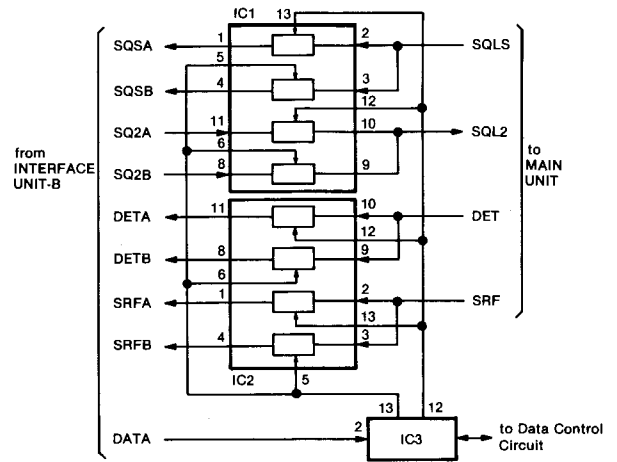 IC1
13
SQSA 1 2 SQLS
5
SQSB 4 3
12
SQ2A 11 10 SQL2
6
SQ2B 8 9
from
INTERFACE
UNIT-B
to
MAIN
UNIT
DETA 11 10 DET
12
DETB 8 9
6
SRFA 1 2 SRF
13
SRFB 4 3
IC2
5
13 12
DATA 2 IC3
to Data Control
Circuit